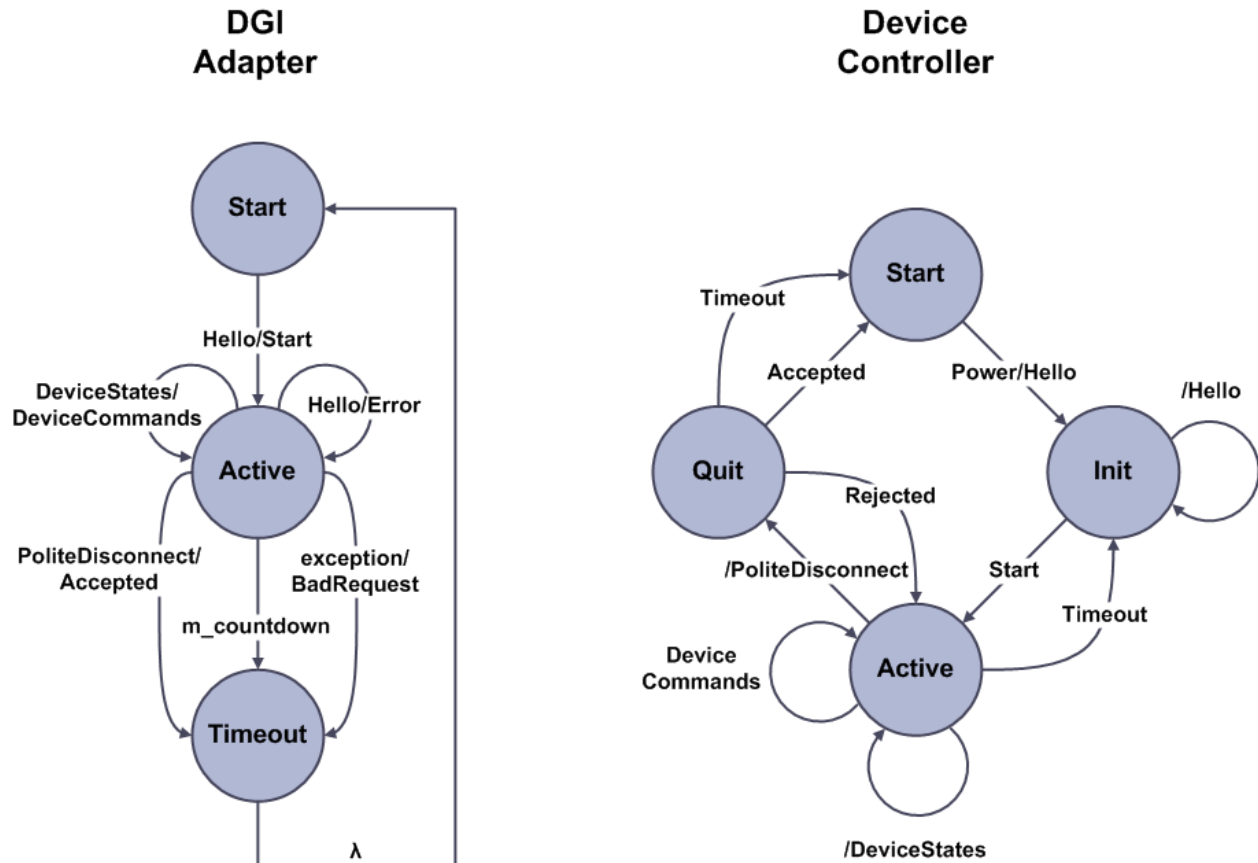 DGI
Adapter
Start
Hello/Start
DeviceStates/
DeviceCommands
Hello/Error
Active
PoliteDisconnect/
Accepted
exception/
BadRequest
m_countdown
Timeout
λ
Device
Controller
Start
Timeout
Accepted
Power/Hello
/Hello
Quit
Init
Rejected
/PoliteDisconnect
Start
Timeout
Device
Commands
Active
/DeviceStates